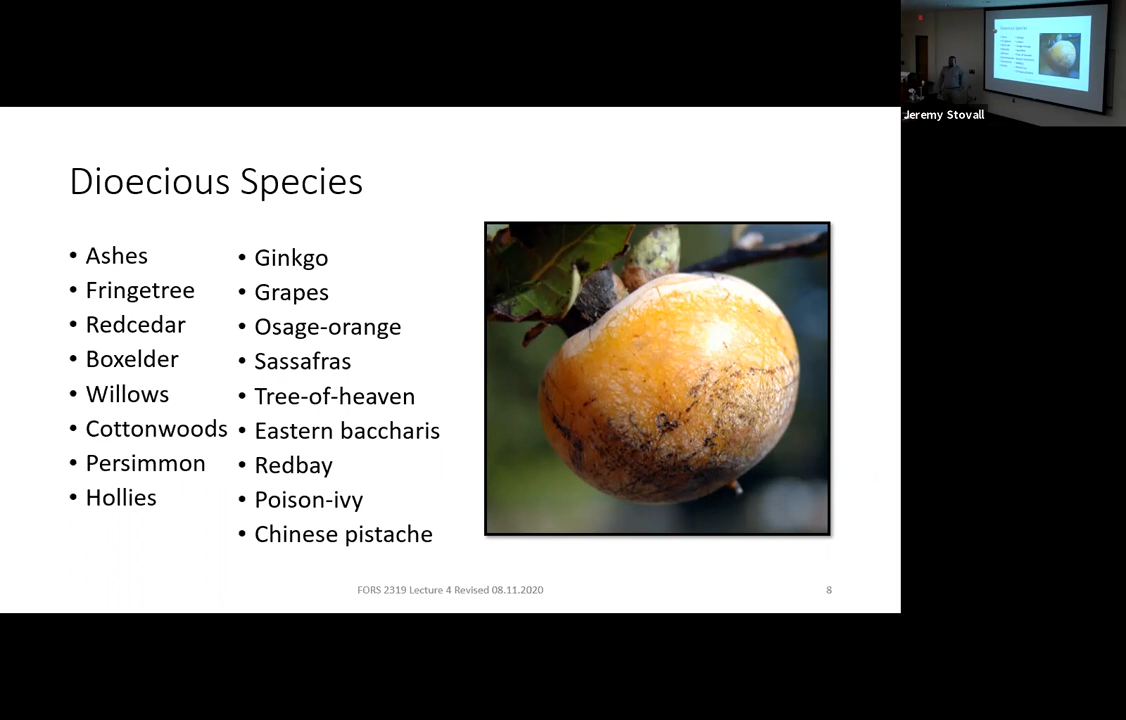 Jeremy Stovall
Dioecious Species
• Ashes
• Fringetree
• Redcedar
• Boxelder
• Willows
• Cottonwoods
• Persimmon
• Hollies
• Ginkgo
• Grapes
• Osage-orange
• Sassafras
• Tree-of-heaven
• Eastern baccharis
• Redbay
• Poison-ivy
• Chinese pistache
FORS 2319 Lecture 4 Revised 08.11.2020
8